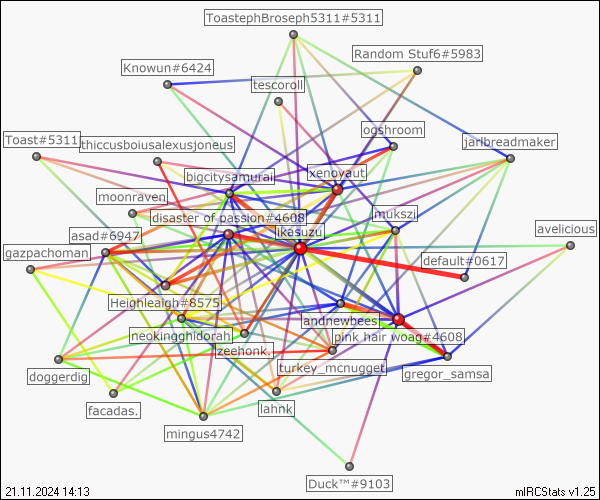 ToastephBroseph5311#5311
Random Stuf6#5983
Knowun#6424
tescoroll
ogshroom
Toast#5311
thiccusboiusalexusjoneus
jarlbreadmaker
bigcitysamurai
xenoyaut
moonraven
disaster of passion#4608
mukszi
asad#6947
ikasuzu
avelicious
gazpachoman
default#0617
Heighleaigh#8575
andnewbees
neokingghidorah
pink hair woag#4608
zeehonk.
turkey_mcnugget
doggerdig
gregor_samsa
facadas.
lahnk
mingus4742
Duck™#9103
21.11.2024 14:13
mIRCStats v1.25